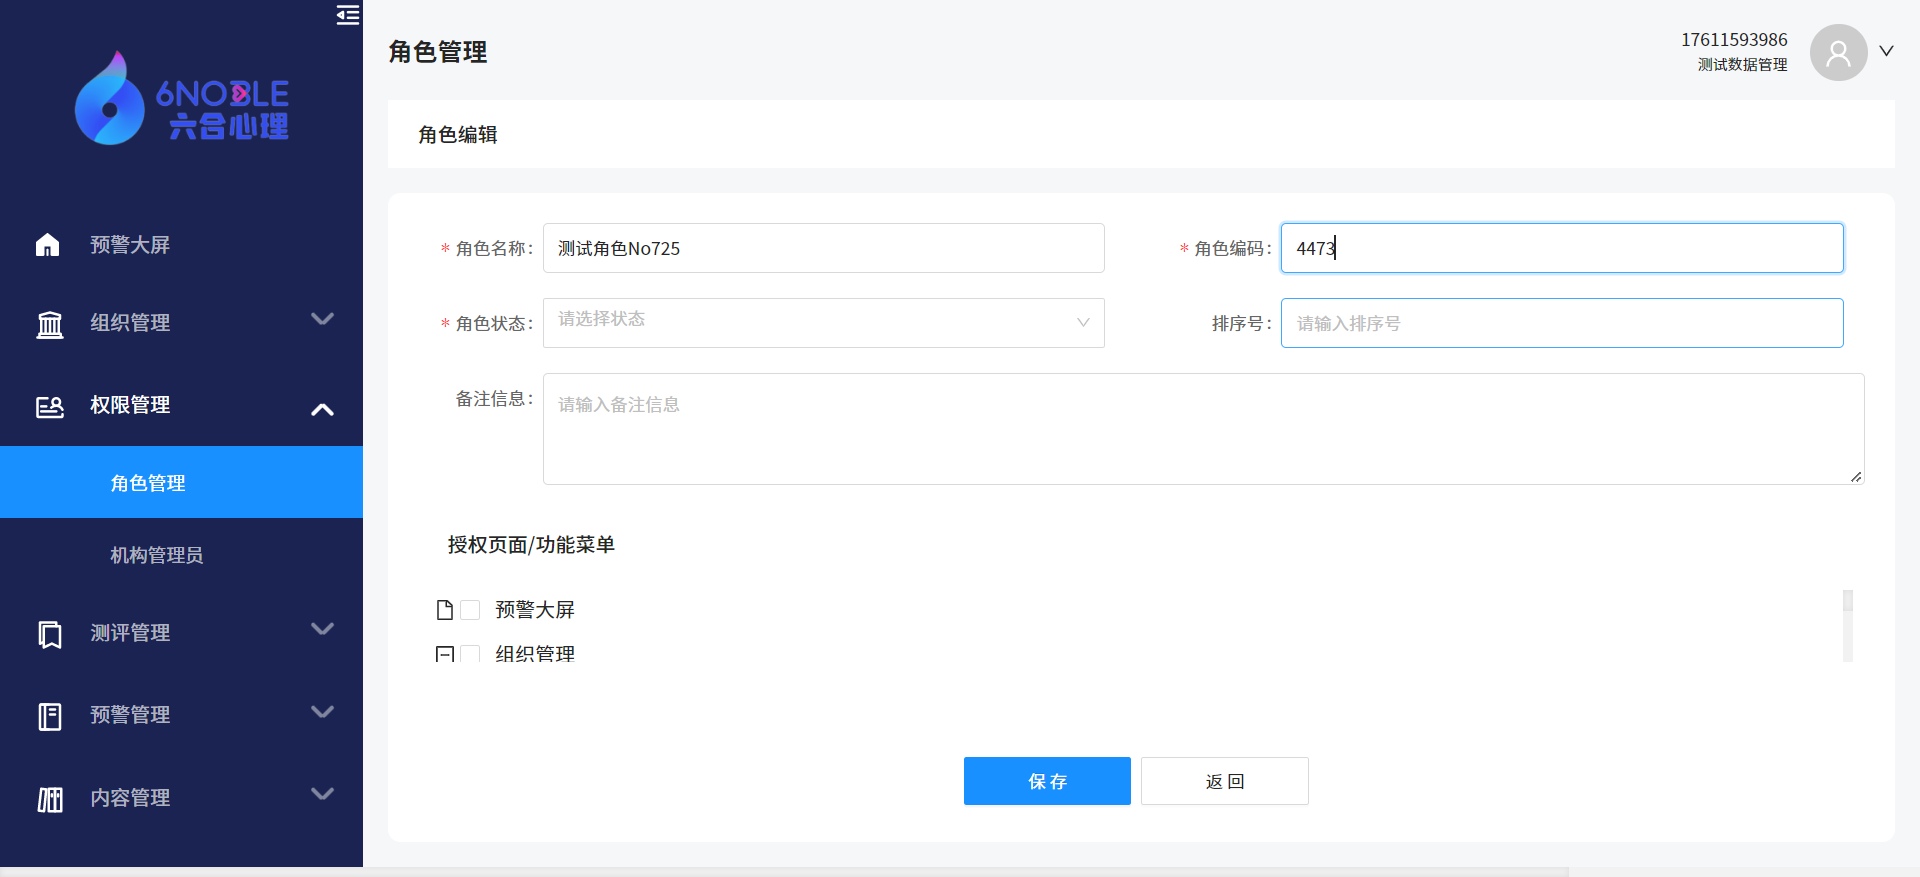 6NOBLE
六合心理
预警大屏
组织管理
权限管理
角色管理
机构管理员
测评管理
预警管理
内容管理
角色管理
17611593986
测试数据管理
角色编辑
* 角色名称: 测试角色No725
* 角色编码: 4473
* 角色状态: 请选择状态
排序号: 请输入排序号
备注信息: 请输入备注信息
授权页面/功能菜单
预警大屏
组织管理
保 存
返 回